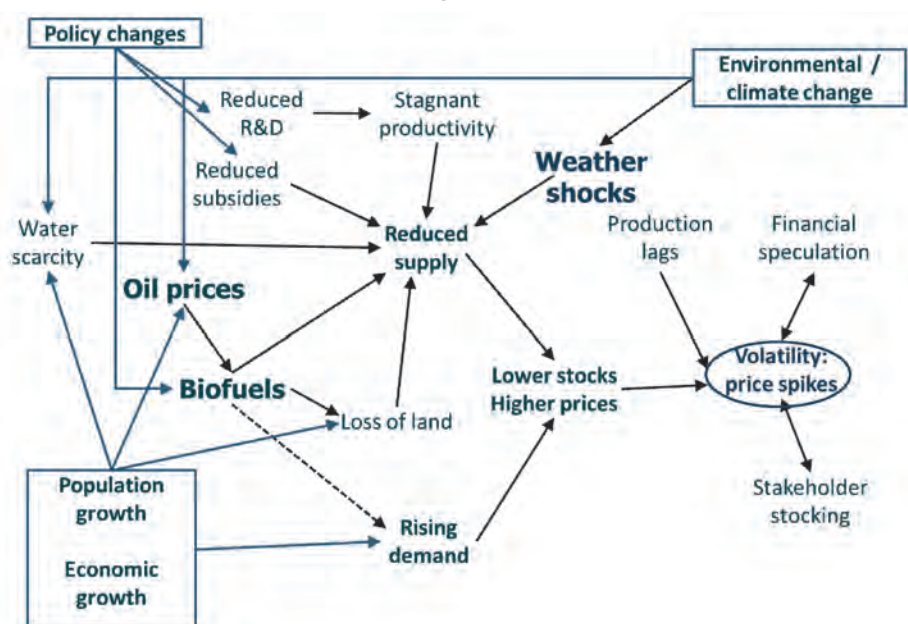 Policy changes
Environmental /
climate change
Reduced
R&D
Stagnant
productivity
Weather
shocks
Reduced
subsidies
Water
scarcity
Reduced
supply
Production
lags
Financial
speculation
Oil prices
Volatility:
price spikes
Biofuels
Lower stocks
Higher prices
Loss of land
Population
growth
Economic
growth
Rising
demand
Stakeholder
stocking